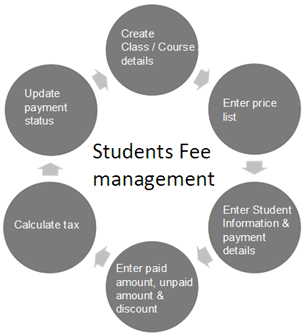 Create
Class / Course
details
Enter price
list
Enter Student
Information &
payment
details
Enter paid
amount, unpaid
amount &
discount
Calculate tax
Update
payment
status
Students Fee
management